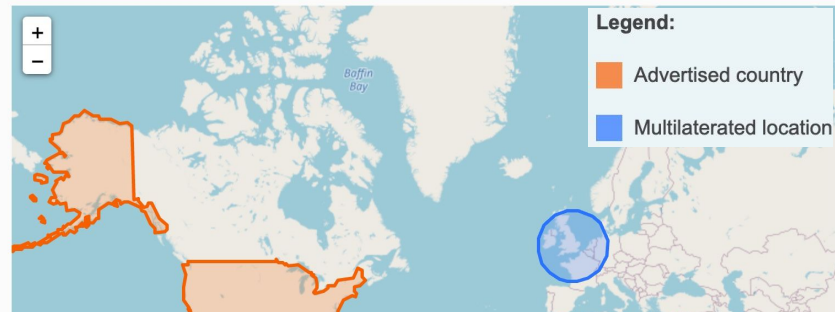 +
−
Baffin
Bay
Legend:
Advertised country
Multilaterated location